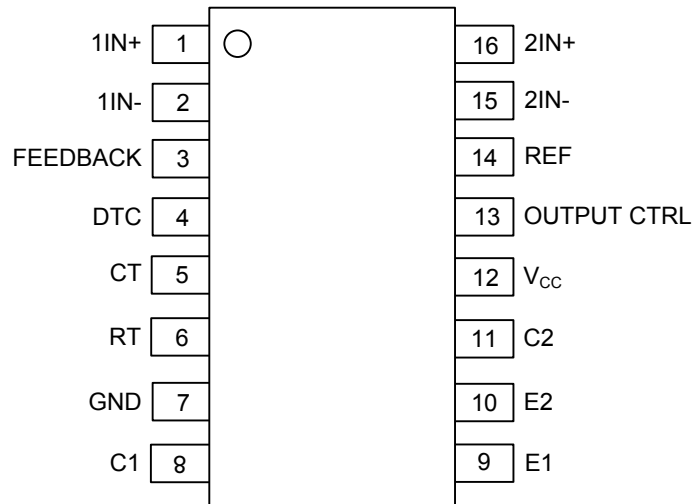 1IN+ 1 16 2IN+
1IN- 2 15 2IN-
FEEDBACK 3 14 REF
DTC 4 13 OUTPUT CTRL
CT 5 12 VCC
RT 6 11 C2
GND 7 10 E2
C1 8 9 E1